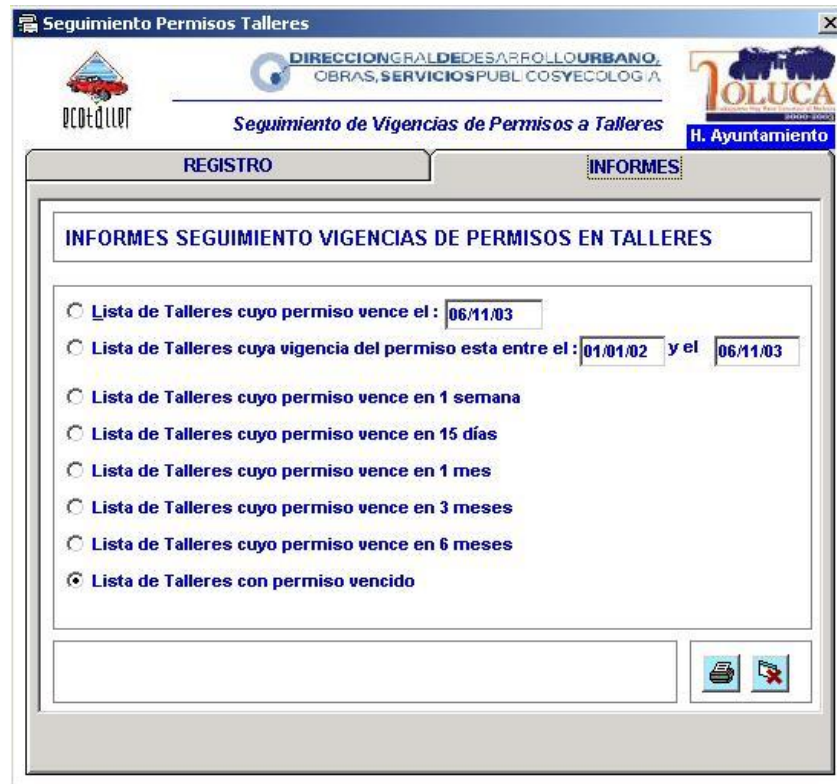 Seguimiento Permisos Talleres
DIRECCIONGRALDEDESARROLLOURBANO,
OBRAS,SERVICIOSPUBLICOSYECOLOGIA
ecotaller
Seguimiento de Vigencias de Permisos a Talleres
TOLUCA
2000-2003
H. Ayuntamiento
REGISTRO
INFORMES
INFORMES SEGUIMIENTO VIGENCIAS DE PERMISOS EN TALLERES
Lista de Talleres cuyo permiso vence el : 06/11/03
Lista de Talleres cuya vigencia del permiso esta entre el : 01/01/02 y el 06/11/03
Lista de Talleres cuyo permiso vence en 1 semana
Lista de Talleres cuyo permiso vence en 15 días
Lista de Talleres cuyo permiso vence en 1 mes
Lista de Talleres cuyo permiso vence en 3 meses
Lista de Talleres cuyo permiso vence en 6 meses
Lista de Talleres con permiso vencido